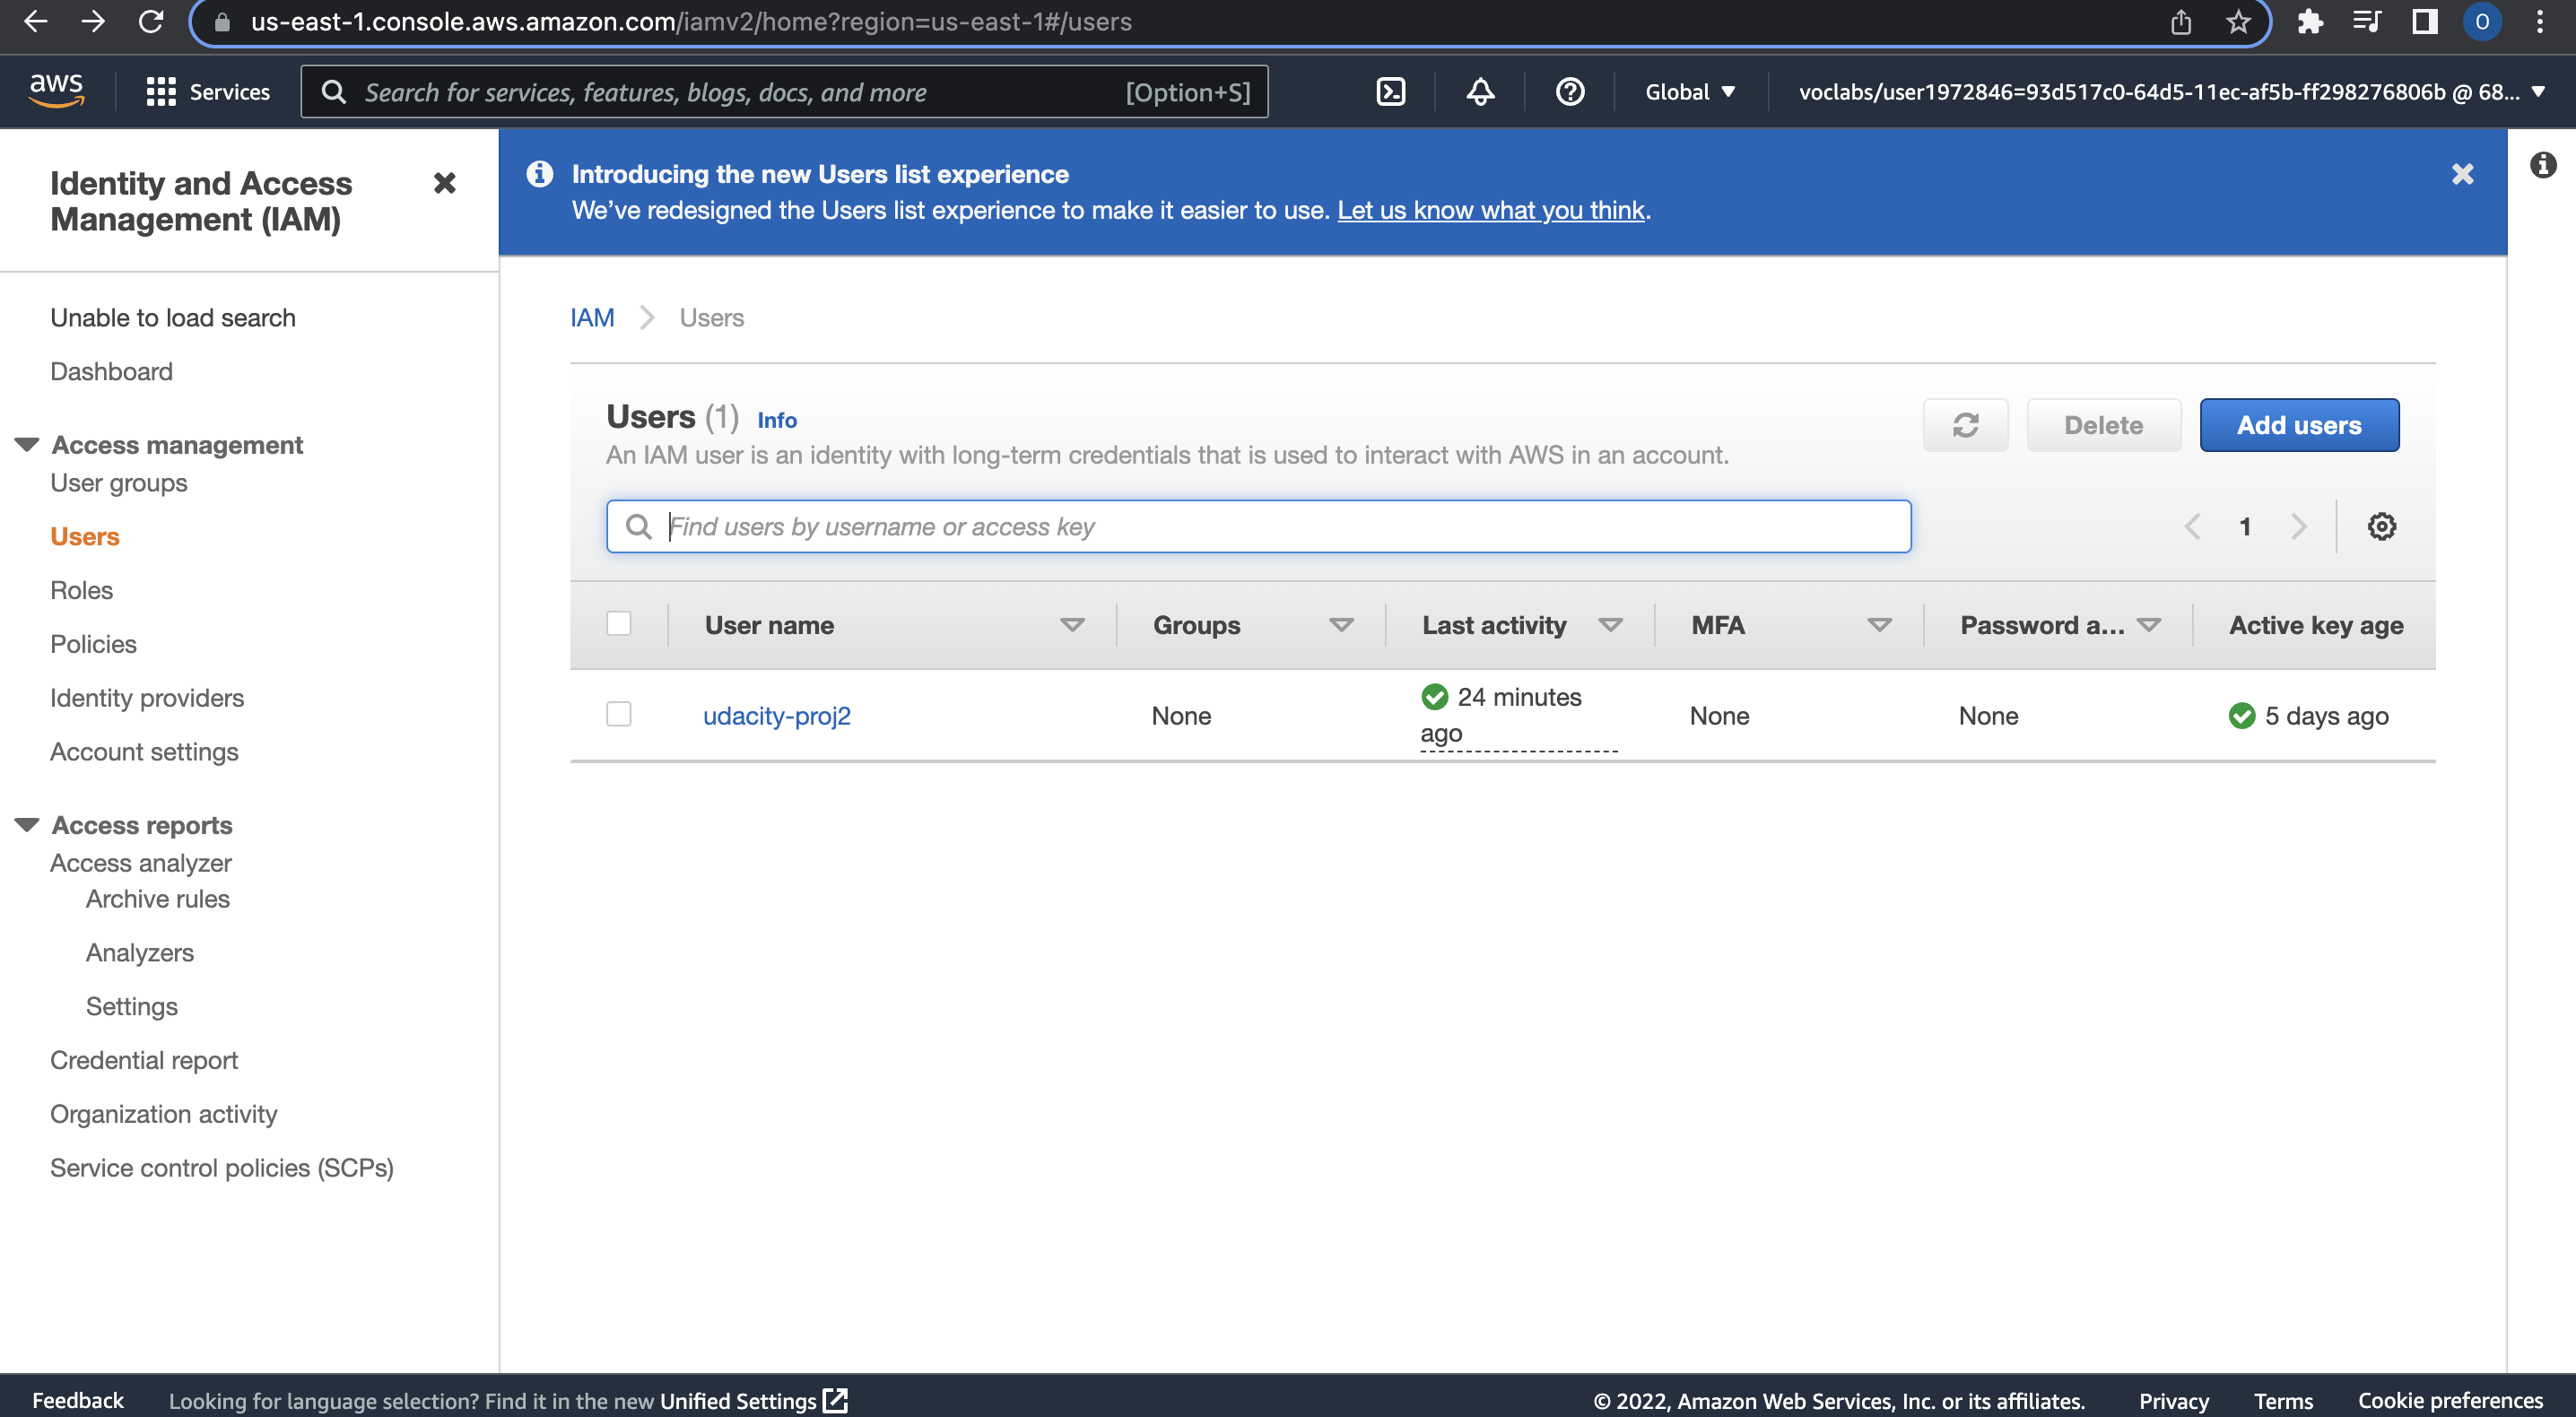 us-east-1.console.aws.amazon.com/iamv2/home?region=us-east-1#/users
O
aws
Services
Search for services, features, blogs, docs, and more
[Option+S]
Global
voclabs/user1972846=93d517c0-64d5-11ec-af5b-ff298276806b @ 68...
Identity and Access
Management (IAM)
Unable to load search
Dashboard
Access management
User groups
Users
Roles
Policies
Identity providers
Account settings
Access reports
Access analyzer
Archive rules
Analyzers
Settings
Credential report
Organization activity
Service control policies (SCPs)
Introducing the new Users list experience
We've redesigned the Users list experience to make it easier to use. Let us know what you think.
IAM > Users
Users (1) Info
An IAM user is an identity with long-term credentials that is used to interact with AWS in an account.
Delete
Add users
Find users by username or access key
1
User name Groups Last activity MFA Password a... Active key age
udacity-proj2 None 24 minutes ago None None 5 days ago
Feedback
Looking for language selection? Find it in the new Unified Settings
© 2022, Amazon Web Services, Inc. or its affiliates.
Privacy
Terms
Cookie preferences